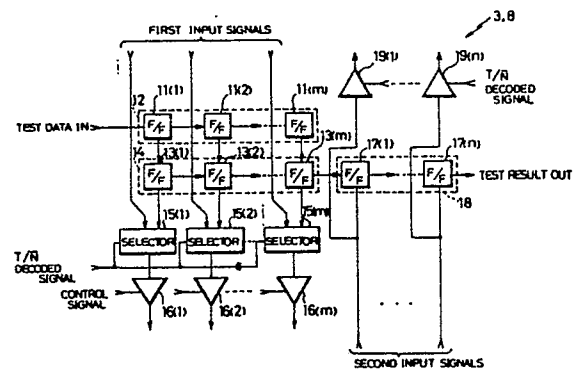 3,8
FIRST INPUT SIGNALS
19(1)
19(n)
T/N̄
DECODED
SIGNAL
11(1)
11(2)
11(m)
12
TEST DATA IN
F/F
F/F
F/F
13(1)
13(2)
13(m)
17(1)
17(n)
14
F/F
F/F
F/F
F/F
F/F
TEST RESULT OUT
18
15(1)
15(2)
15(m)
SELECTOR
SELECTOR
SELECTOR
T/N̄
DECODED
SIGNAL
CONTROL
SIGNAL
16(1)
16(2)
16(m)
SECOND INPUT SIGNALS